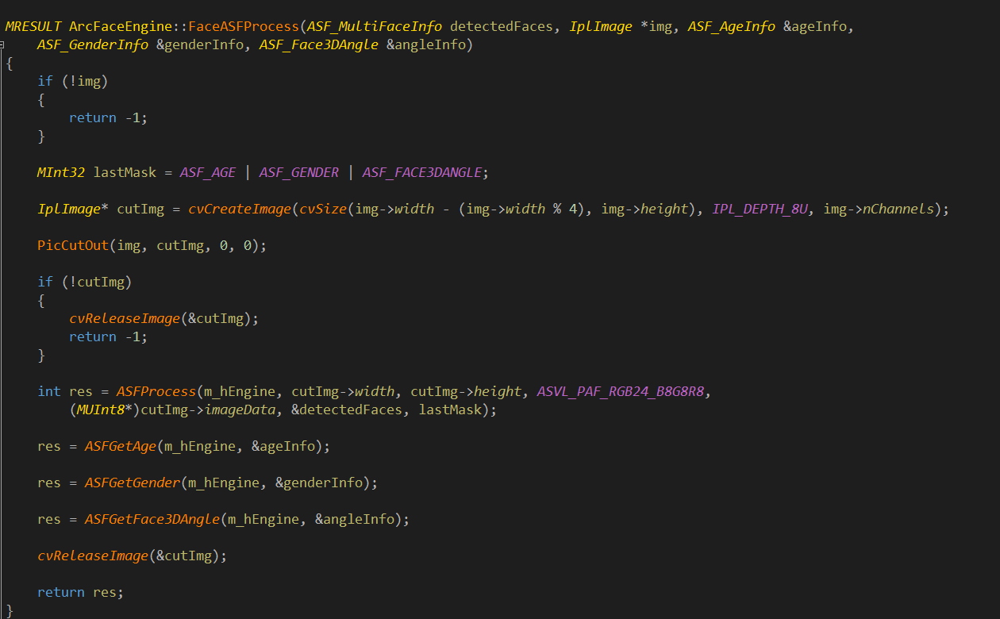 MRESULT ArcFaceEngine::FaceASFProcess(ASF_MultiFaceInfo detectedFaces, IplImage *img, ASF_AgeInfo &ageInfo,
    ASF_GenderInfo &genderInfo, ASF_Face3DAngle &angleInfo)
{
    if (!img)
    {
        return -1;
    }
    MInt32 lastMask = ASF_AGE | ASF_GENDER | ASF_FACE3DANGLE;
    IplImage* cutImg = cvCreateImage(cvSize(img->width - (img->width % 4), img->height), IPL_DEPTH_8U, img->nChannels);
    PicCutOut(img, cutImg, 0, 0);
    if (!cutImg)
    {
        cvReleaseImage(&cutImg);
        return -1;
    }
    int res = ASFProcess(m_hEngine, cutImg->width, cutImg->height, ASVL_PAF_RGB24_B8G8R8,
        (MUInt8*)cutImg->imageData, &detectedFaces, lastMask);
    res = ASFGetAge(m_hEngine, &ageInfo);
    res = ASFGetGender(m_hEngine, &genderInfo);
    res = ASFGetFace3DAngle(m_hEngine, &angleInfo);
    cvReleaseImage(&cutImg);
    return res;
}